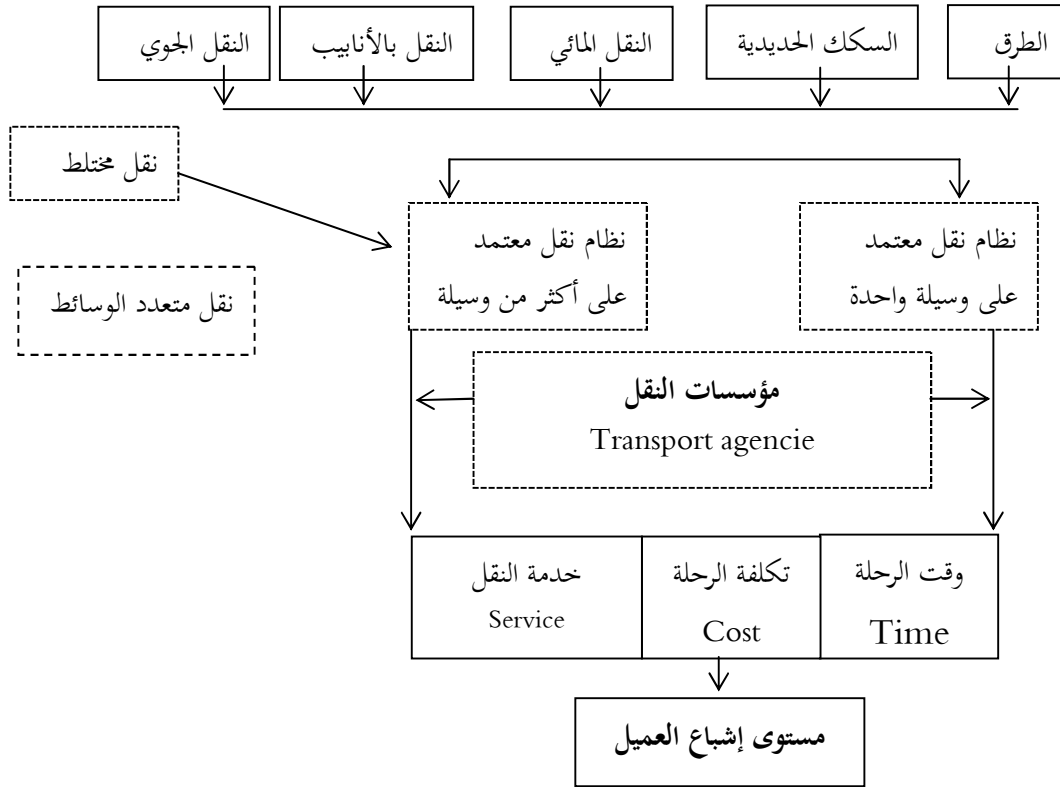 الطرق
السكك الحديدية
النقل المائي
النقل بالأنابيب
النقل الجوي
نقل مختلط
نظام نقل معتمد
على وسيلة واحدة
نظام نقل معتمد
على أكثر من وسيلة
نقل متعدد الوسائط
مؤسسات النقل
Transport agencie
وقت الرحلة
Time
تكلفة الرحلة
Cost
خدمة النقل
Service
مستوى إشباع العميل